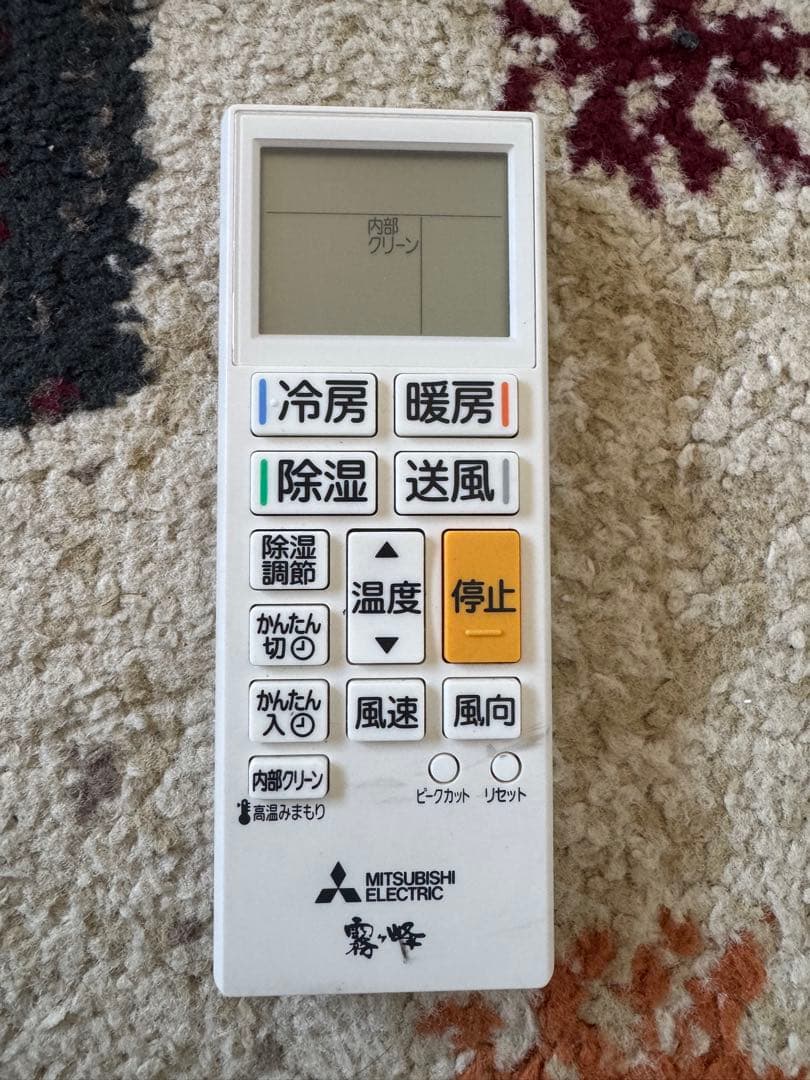 内部
クリーン
冷房 暖房
除湿 送風
除湿
調節
▲
温度
▼
停止
かんたん
切
かんたん
入
風速
風向
内部クリーン
高温みまもり
ピークカット
リセット
MITSUBISHI
ELECTRIC
霧ヶ峰